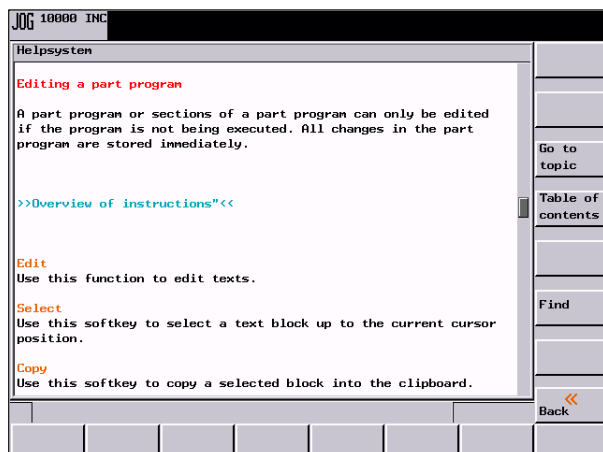 JOG 10000 INC
Helpsystem
Editing a part program
A part program or sections of a part program can only be edited
if the program is not being executed. All changes in the part
program are stored immediately.
>>Overview of instructions"<<
Edit
Use this function to edit texts.
Select
Use this softkey to select a text block up to the current cursor
position.
Copy
Use this softkey to copy a selected block into the clipboard.
Go to
topic
Table of
contents
Find
«
Back